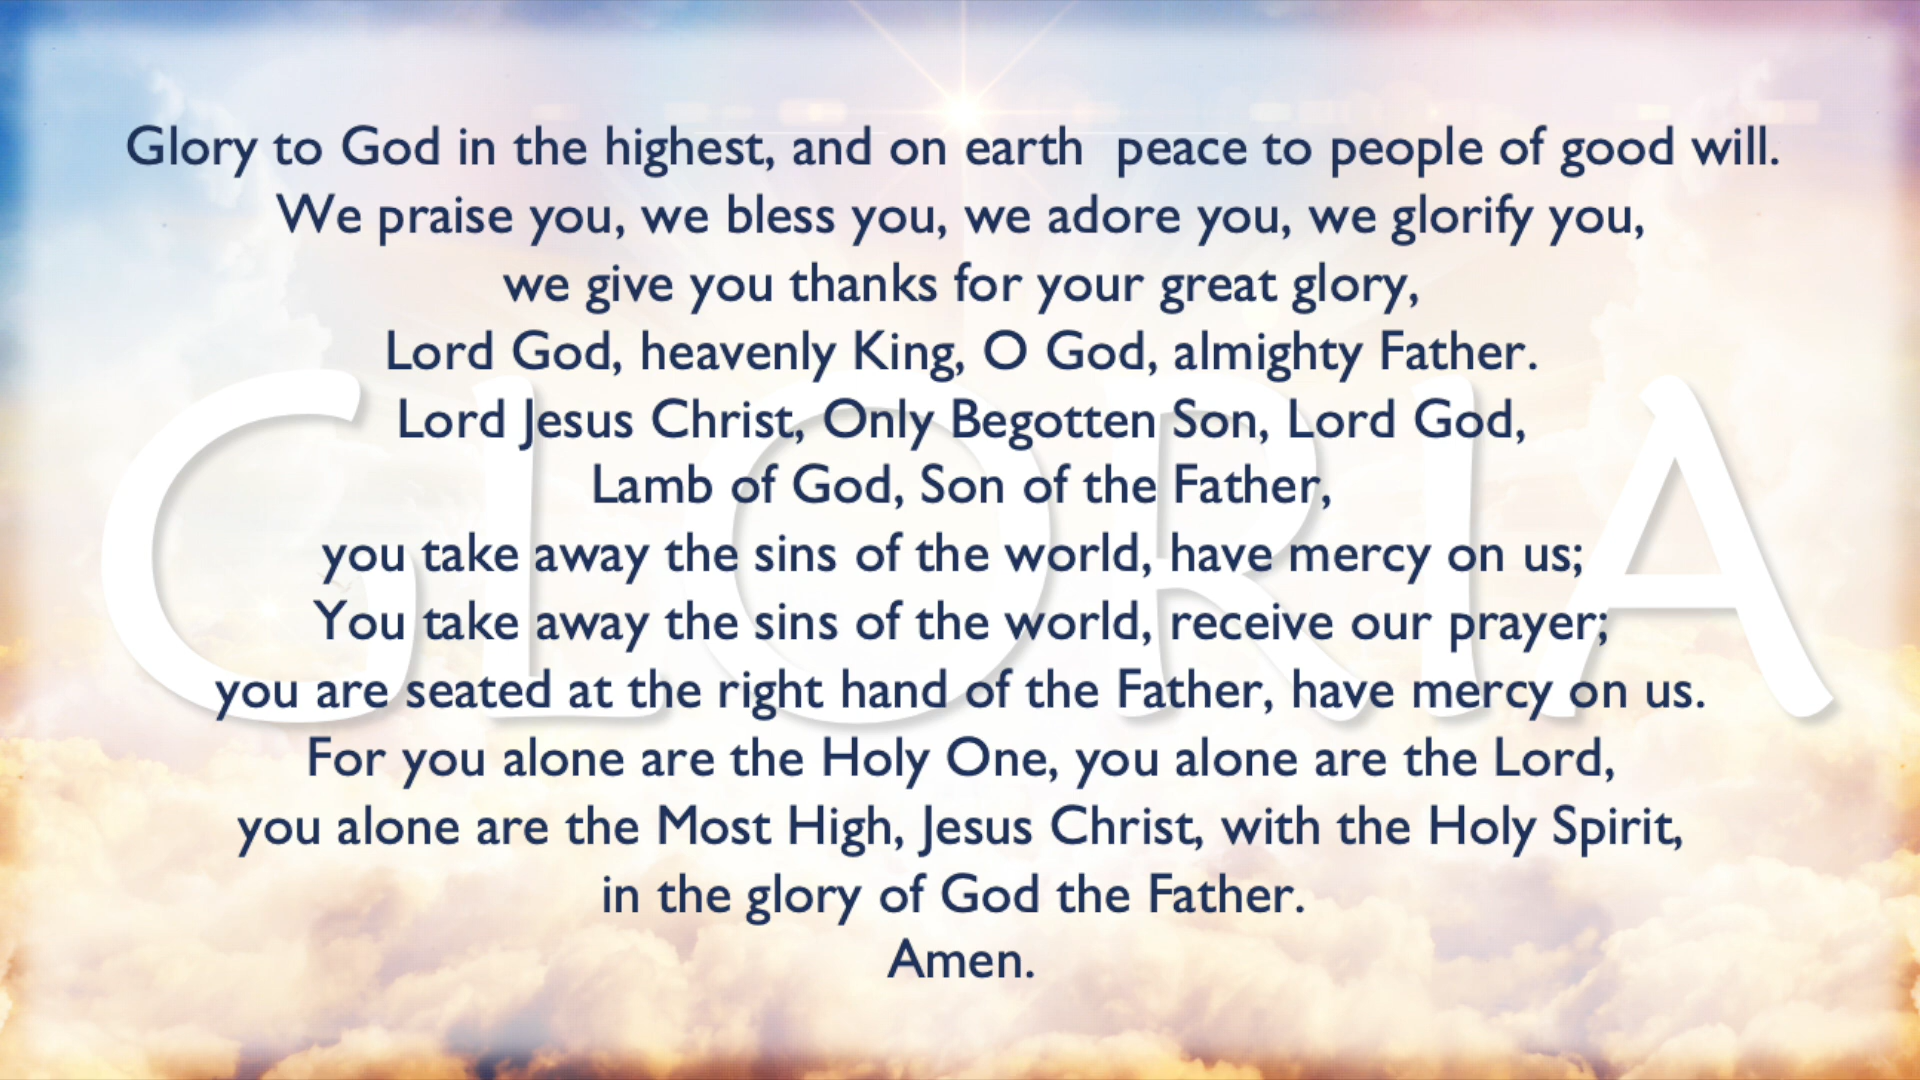 GLORIA
Glory to God in the highest, and on earth  peace to people of good will.
We praise you, we bless you, we adore you, we glorify you,
we give you thanks for your great glory,
Lord God, heavenly King, O God, almighty Father.
Lord Jesus Christ, Only Begotten Son, Lord God,
Lamb of God, Son of the Father,
you take away the sins of the world, have mercy on us;
You take away the sins of the world, receive our prayer;
you are seated at the right hand of the Father, have mercy on us.
For you alone are the Holy One, you alone are the Lord,
you alone are the Most High, Jesus Christ, with the Holy Spirit,
in the glory of God the Father.
Amen.